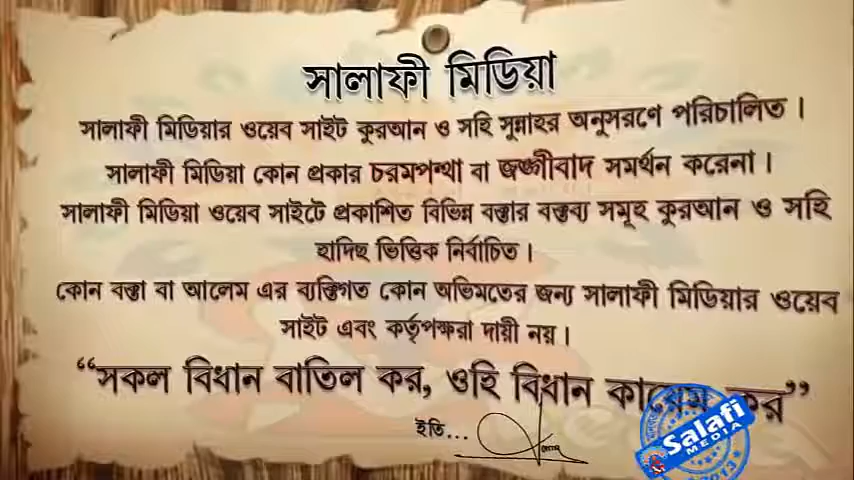 সালাফী মিডিয়া
সালাফী মিডিয়ার ওয়েব সাইট কুরআন ও সহি সুন্নাহর অনুসরণে পরিচালিত।
সালাফী মিডিয়া কোন প্রকার চরমপন্থা বা জঙ্গীবাদ সমর্থন করেনা।
সালাফী মিডিয়া ওয়েব সাইটে প্রকাশিত বিভিন্ন বক্তার বক্তব্য সমূহ কুরআন ও সহি
হাদিছ ভিত্তিক নির্বাচিত।
কোন বক্তা বা আলেম এর ব্যক্তিগত কোন অভিমতের জন্য সালাফী মিডিয়ার ওয়েব
সাইট এবং কর্তৃপক্ষরা দায়ী নয়।
“সকল বিধান বাতিল কর, ওহি বিধান কায়েম কর”
ইতি...
Salafi
MEDIA
2013